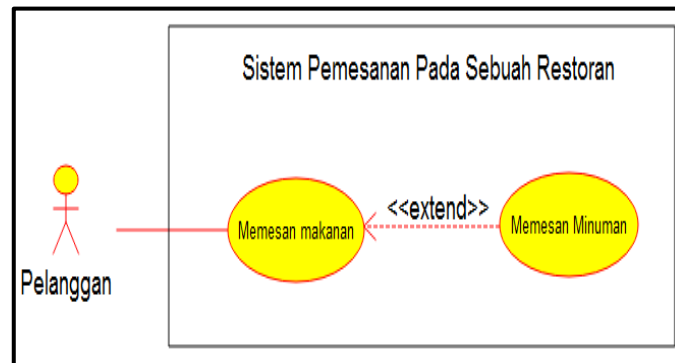 Sistem Pemesanan Pada Sebuah Restoran
<<extend>>
Memesan makanan
Memesan Minuman
Pelanggan